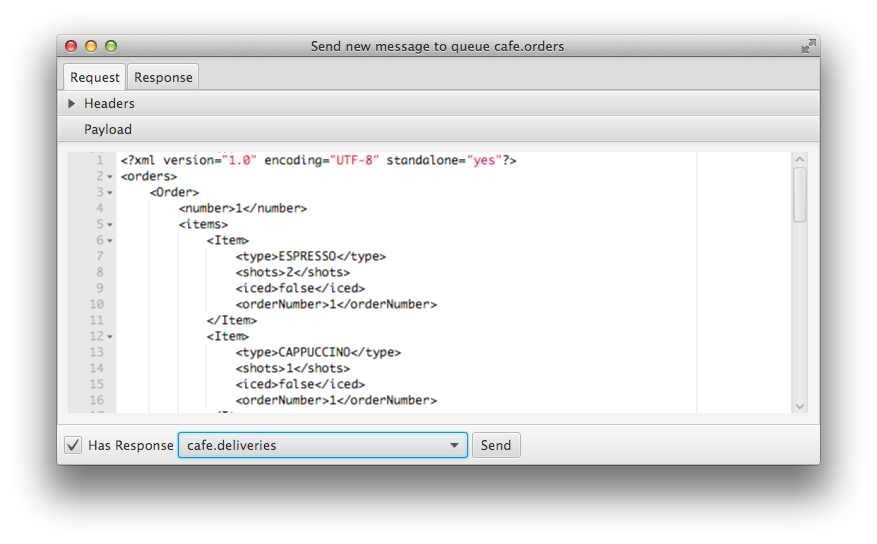 Send new message to queue cafe.orders
Request Response
Headers
Payload
1 <?xml version="1.0" encoding="UTF-8" standalone="yes"?>
2 <orders>
3 <Order>
4 <number>1</number>
5 <items>
6 <Item>
7 <type>ESPRESSO</type>
8 <shots>2</shots>
9 <iced>false</iced>
10 <orderNumber>1</orderNumber>
11 </Item>
12 <Item>
13 <type>CAPPUCCINO</type>
14 <shots>1</shots>
15 <iced>false</iced>
16 <orderNumber>1</orderNumber>
Has Response cafe.deliveries Send